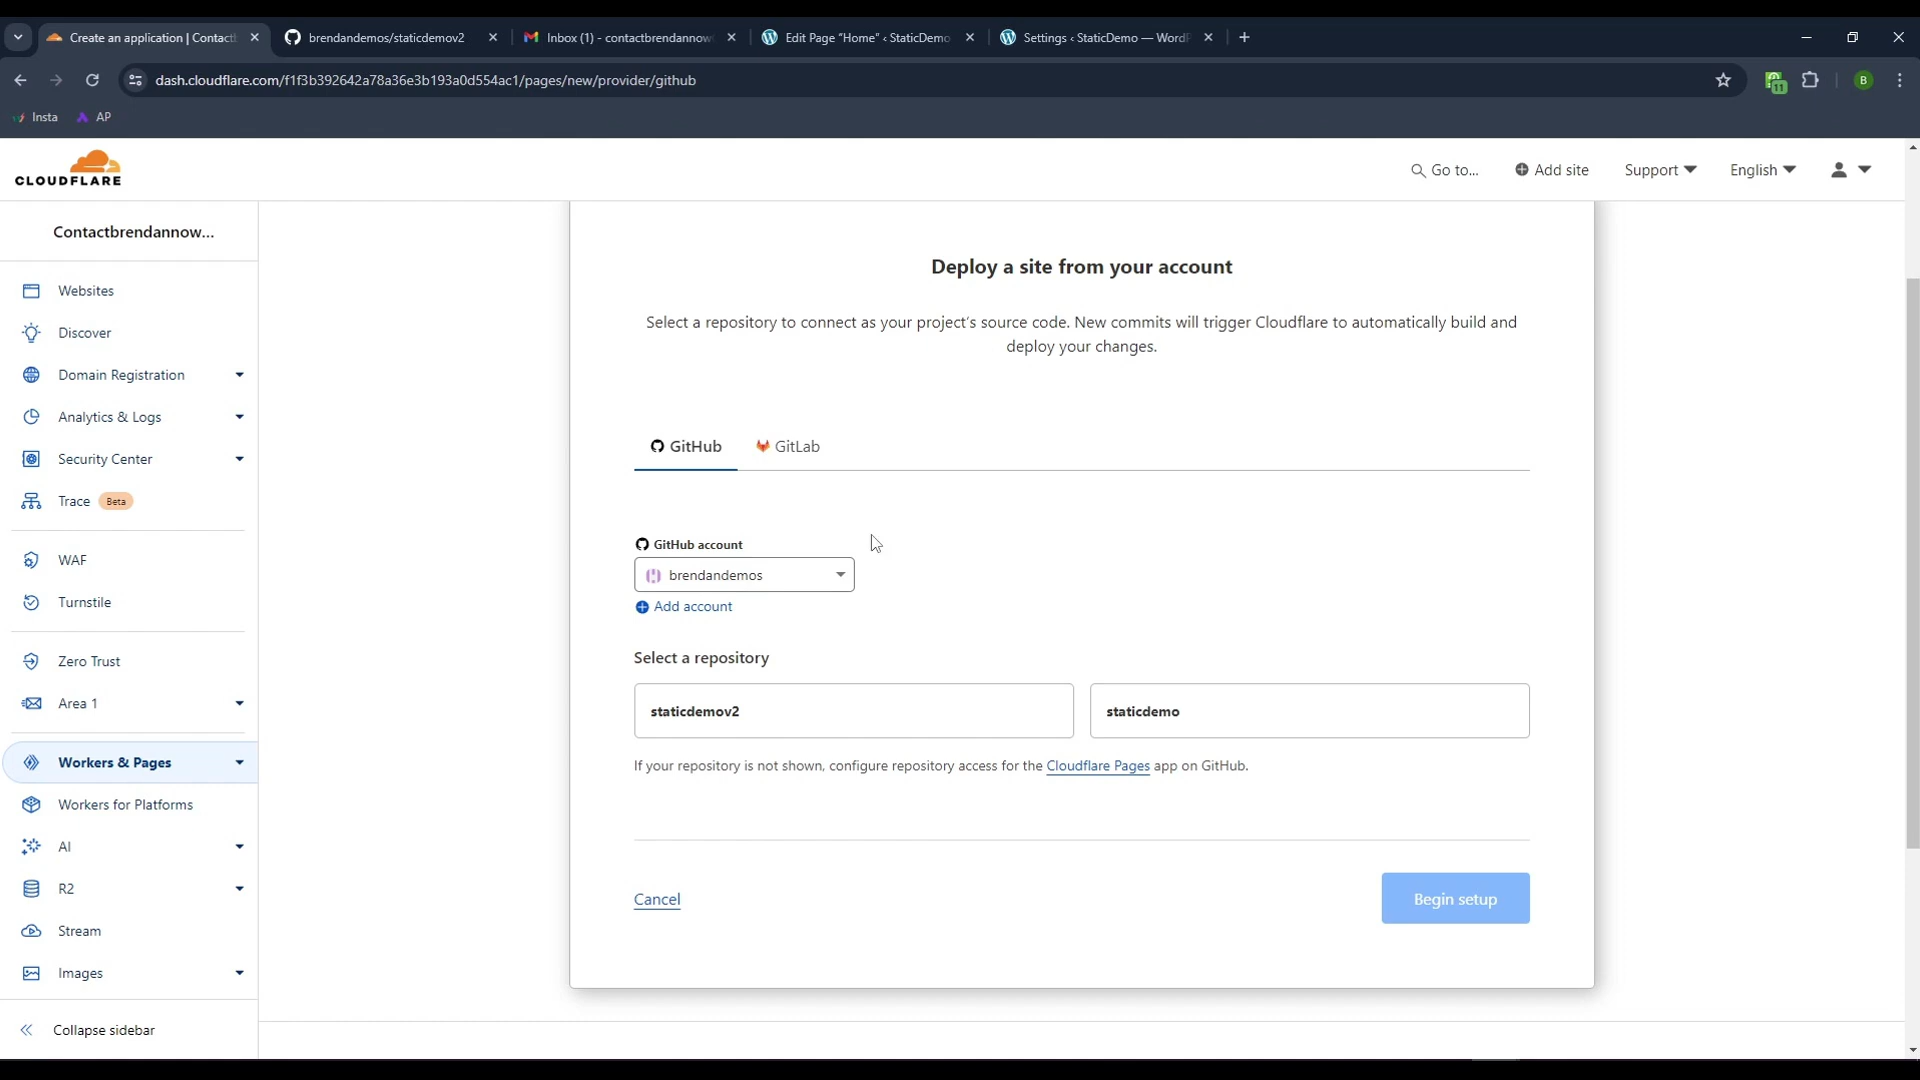 Create an application | Contact
brendandemos/staticdemov2
Inbox (1) - contactbrendannow
Edit Page "Home" ‹ StaticDemo
Settings ‹ StaticDemo — WordP
dash.cloudflare.com/f1f3b392642a78a36e3b193a0d554ac1/pages/new/provider/github
11
B
Insta
AP
CLOUDFLARE
Go to...
Add site
Support
English
Contactbrendannow...
Websites
Discover
Domain Registration
Analytics & Logs
Security Center
Trace Beta
WAF
Turnstile
Zero Trust
Area 1
Workers & Pages
Workers for Platforms
AI
R2
Stream
Images
Collapse sidebar
Deploy a site from your account
Select a repository to connect as your project's source code. New commits will trigger Cloudflare to automatically build and
deploy your changes.
GitHub
GitLab
GitHub account
brendandemos
Add account
Select a repository
staticdemov2
staticdemo
If your repository is not shown, configure repository access for the Cloudflare Pages app on GitHub.
Cancel
Begin setup